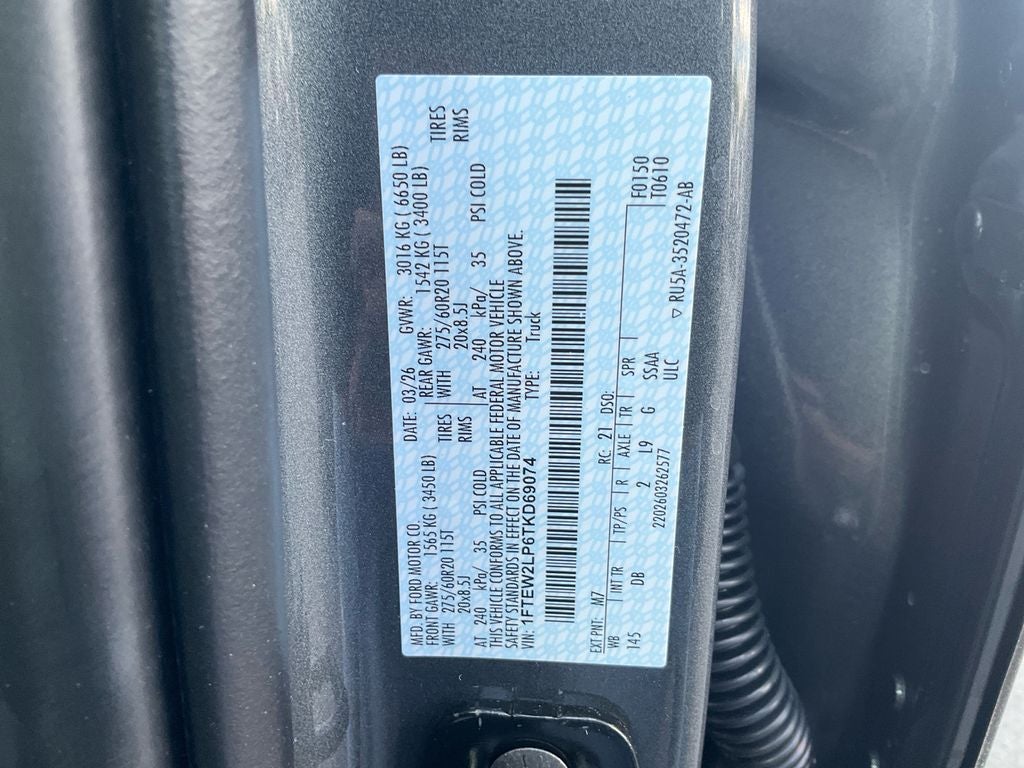 MFD. BY FORD MOTOR CO. DATE: 03/26 GVWR: 3016 KG ( 6650 LB)
FRONT GAWR: 1565 KG ( 3450 LB) REAR GAWR: 1542 KG ( 3400 LB)
WITH 275/60R20 115T TIRES WITH 275/60R20 115T TIRES
20x8.5J RIMS 20x8.5J RIMS
AT 240 kPa/ 35 PSI COLD AT 240 kPa/ 35 PSI COLD
THIS VEHICLE CONFORMS TO ALL APPLICABLE FEDERAL MOTOR VEHICLE
SAFETY STANDARDS IN EFFECT ON THE DATE OF MANUFACTURE SHOWN ABOVE.
VIN: 1FTEW2LP6TKD69074 TYPE: Truck
EXT.PNT: M7 RC: 21 DSO:
WB INT TR TP/PS R AXLE TR SPR F0150
145 DB 2 L9 G SSAA T0610
2202603262577 ULC ▽ RU5A-3520472-AB